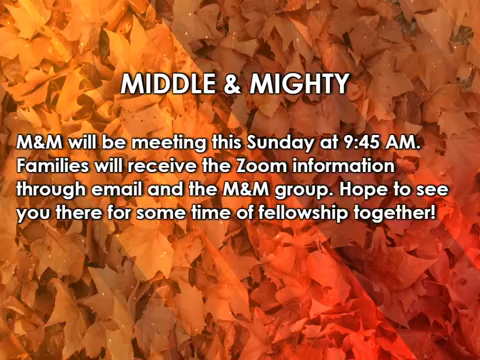 MIDDLE & MIGHTY
M&M will be meeting this Sunday at 9:45 AM.
Families will receive the Zoom information
through email and the M&M group. Hope to see
you there for some time of fellowship together!